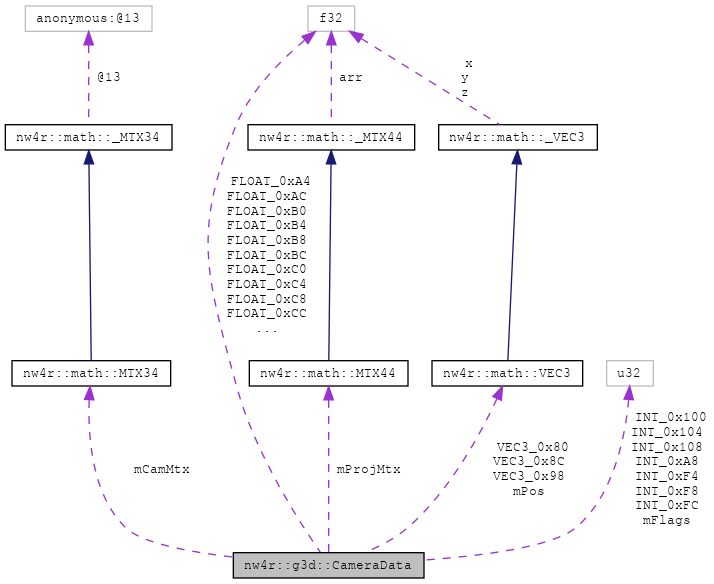 anonymous:@13
f32
@13
arr
x
y
z
nw4r::math::_MTX34
nw4r::math::_MTX44
nw4r::math::_VEC3
FLOAT_0xA4
FLOAT_0xAC
FLOAT_0xB0
FLOAT_0xB4
FLOAT_0xB8
FLOAT_0xBC
FLOAT_0xC0
FLOAT_0xC4
FLOAT_0xC8
FLOAT_0xCC
...
nw4r::math::MTX34
nw4r::math::MTX44
nw4r::math::VEC3
u32
mCamMtx
mProjMtx
VEC3_0x80
VEC3_0x8C
VEC3_0x98
mPos
INT_0x100
INT_0x104
INT_0x108
INT_0xA8
INT_0xF4
INT_0xF8
INT_0xFC
mFlags
nw4r::g3d::CameraData